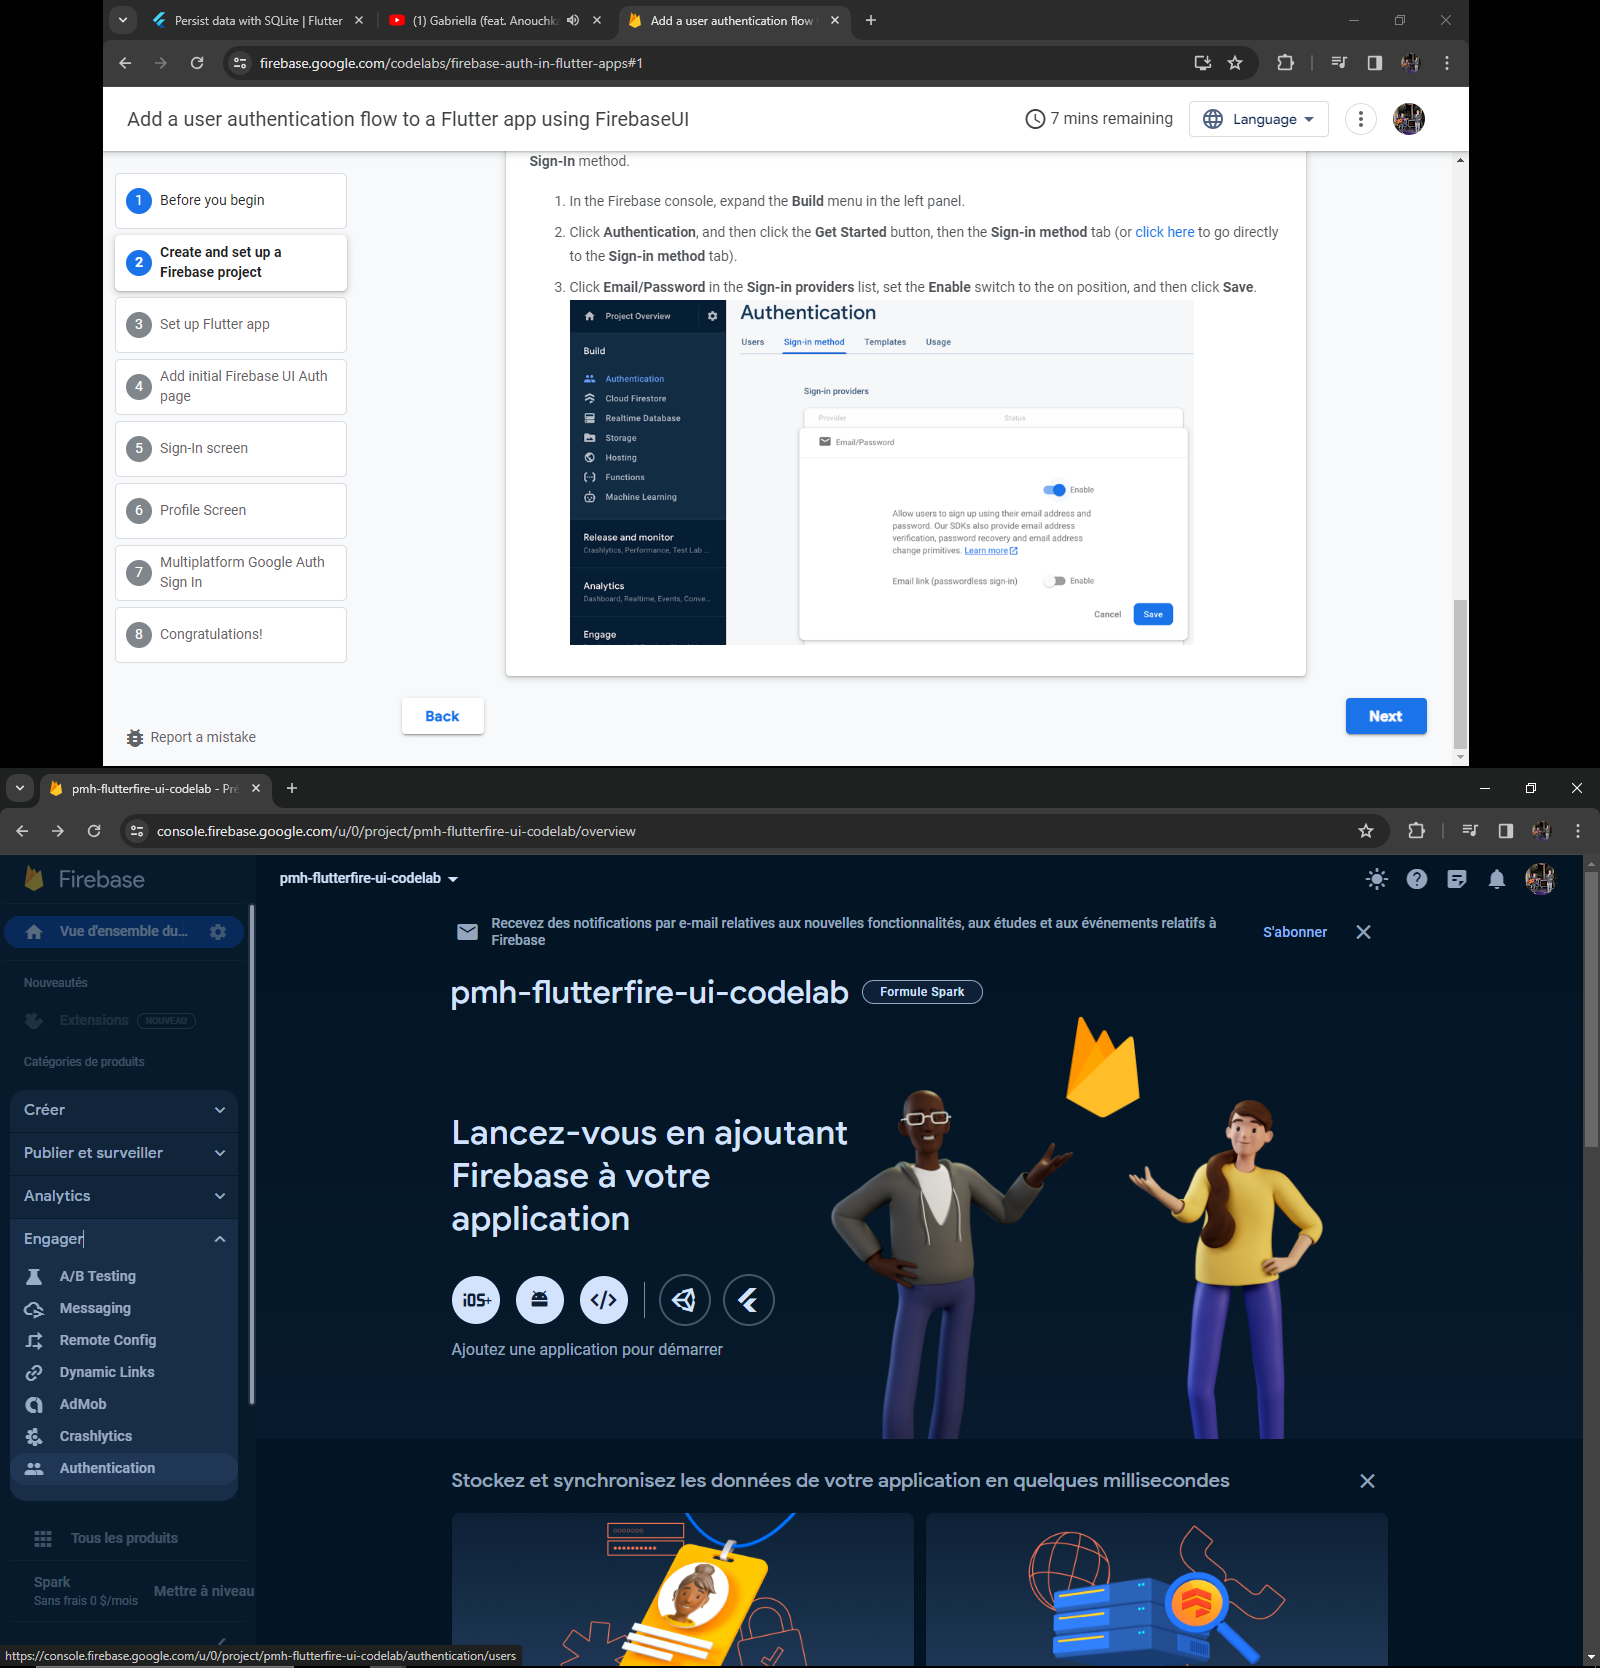 Persist data with SQLite | Flutter
(1) Gabriella (feat. Anouchka
Add a user authentication flow
firebase.google.com/codelabs/firebase-auth-in-flutter-apps#1
Add a user authentication flow to a Flutter app using FirebaseUI
7 mins remaining
Language
1 Before you begin
2 Create and set up a
Firebase project
3 Set up Flutter app
4 Add initial Firebase UI Auth
page
5 Sign-In screen
6 Profile Screen
7 Multiplatform Google Auth
Sign In
8 Congratulations!
Report a mistake
Sign-In method.
1. In the Firebase console, expand the Build menu in the left panel.
2. Click Authentication, and then click the Get Started button, then the Sign-in method tab (or click here to go directly
to the Sign-in method tab).
3. Click Email/Password in the Sign-in providers list, set the Enable switch to the on position, and then click Save.
Project Overview
Build
Authentication
Cloud Firestore
Realtime Database
Storage
Hosting
Functions
Machine Learning
Release and monitor
Crashlytics, Performance, Test Lab ...
Analytics
Dashboard, Realtime, Events, Conve...
Engage
Authentication
Users Sign-in method Templates Usage
Sign-in providers
Provider Status
Email/Password
Enable
Allow users to sign up using their email address and
password. Our SDKs also provide email address
verification, password recovery and email address
change primitives. Learn more
Email link (passwordless sign-in) Enable
Cancel Save
Back
Next
pmh-flutterfire-ui-codelab - Pré
console.firebase.google.com/u/0/project/pmh-flutterfire-ui-codelab/overview
Firebase
Vue d'ensemble du...
Nouveautés
Extensions NOUVEAU
Catégories de produits
Créer
Publier et surveiller
Analytics
Engager
A/B Testing
Messaging
Remote Config
Dynamic Links
AdMob
Crashlytics
Authentication
Tous les produits
Spark
Sans frais 0 $/mois
Mettre à niveau
pmh-flutterfire-ui-codelab
Recevez des notifications par e-mail relatives aux nouvelles fonctionnalités, aux études et aux événements relatifs à
Firebase
S'abonner
pmh-flutterfire-ui-codelab
Formule Spark
Lancez-vous en ajoutant
Firebase à votre
application
iOS+
Ajoutez une application pour démarrer
Stockez et synchronisez les données de votre application en quelques millisecondes
https://console.firebase.google.com/u/0/project/pmh-flutterfire-ui-codelab/authentication/users